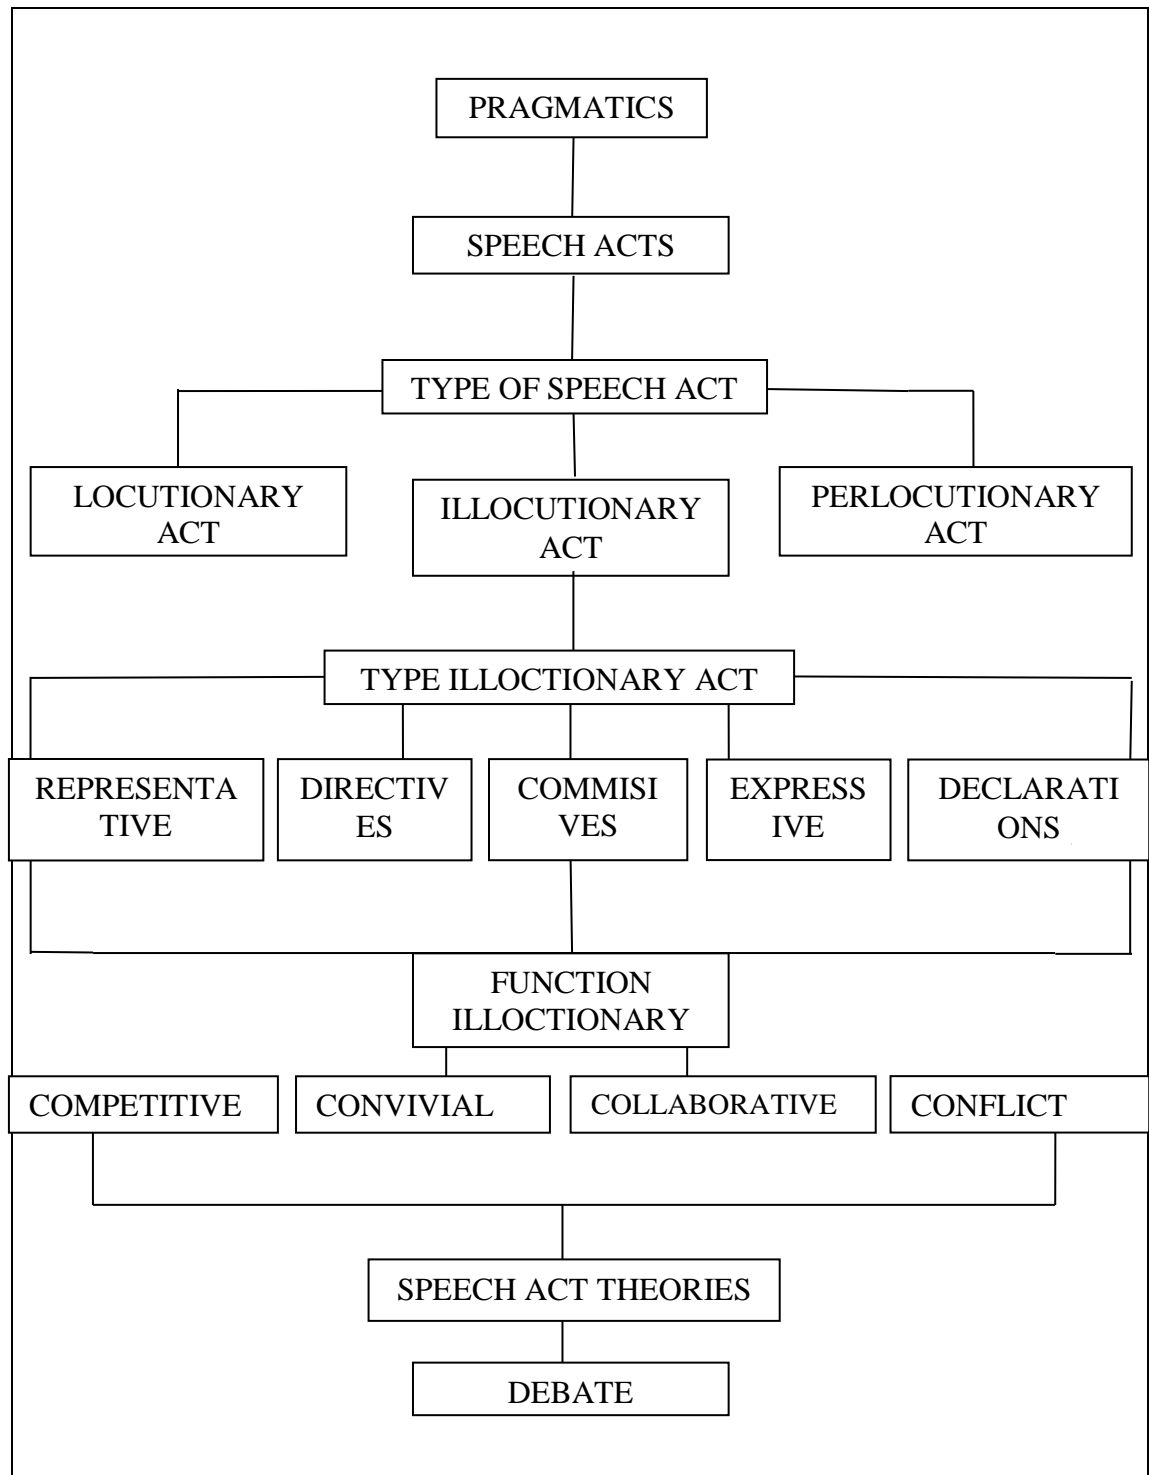 PRAGMATICS
SPEECH ACTS
TYPE OF SPEECH ACT
LOCUTIONARY
ACT
ILLOCUTIONARY
ACT
PERLOCUTIONARY
ACT
TYPE ILLOCTIONARY ACT
REPRESENTA
TIVE
DIRECTIV
ES
COMMISI
VES
EXPRESS
IVE
DECLARATI
ONS
FUNCTION
ILLOCTIONARY
COMPETITIVE
CONVIVIAL
COLLABORATIVE
CONFLICT
SPEECH ACT THEORIES
DEBATE